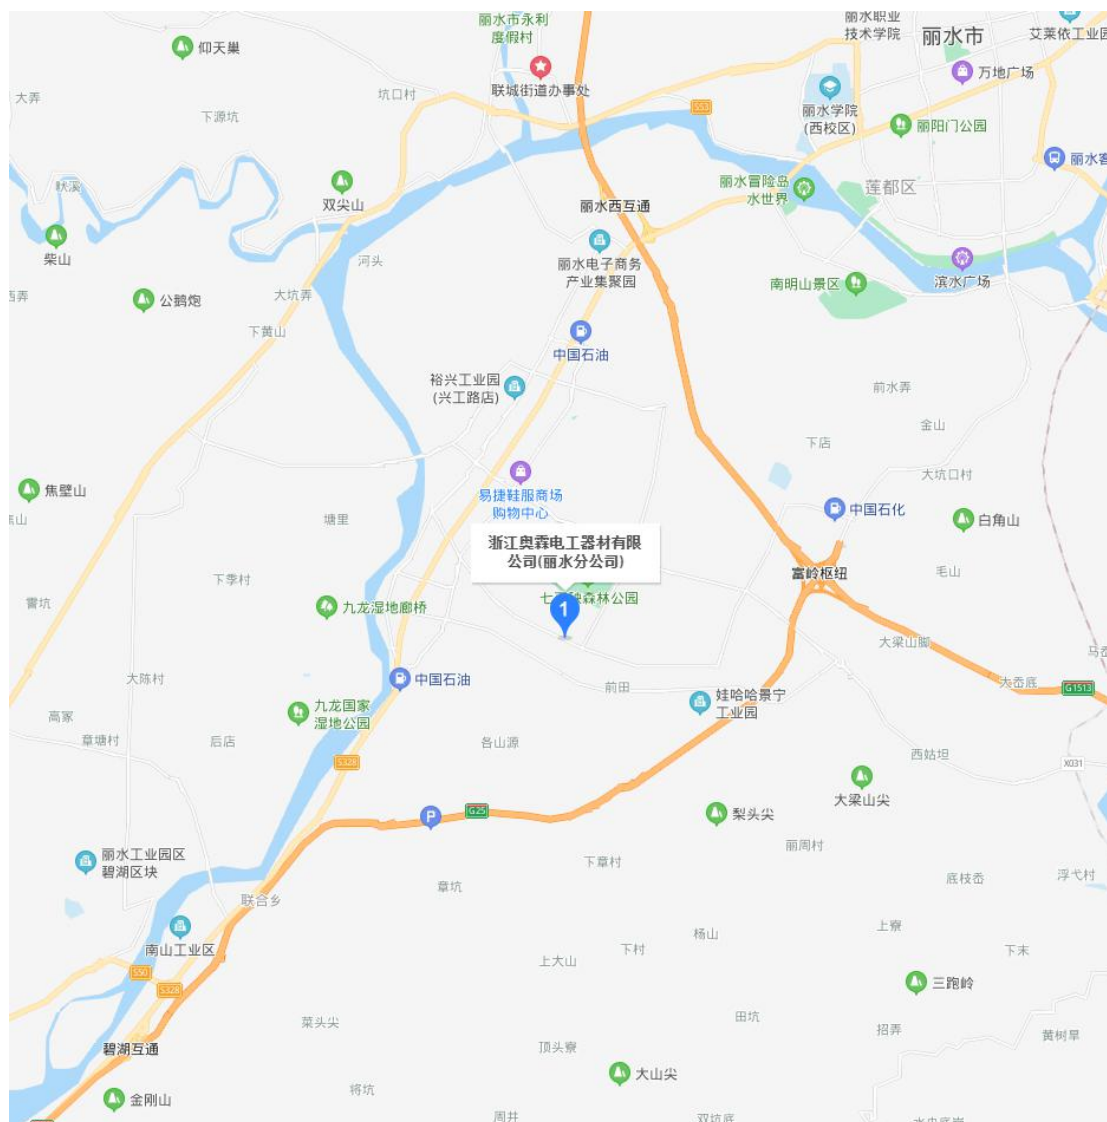 丽水市永利
度假村
丽水职业
技术学院
艾莱依工业园
丽水市
仰天巢
联城街道办事处
万地广场
坑口村
大弄
下源坑
S53
丽水学院
(西校区)
丽阳门公园
丽水客
丽水冒险岛
水世界
莲都区
双尖山
丽水西互通
柴山
丽水电子商务
产业集聚园
河头
南明山景区
滨水广场
西弄
公鹅炮
大坑弄
下黄山
中国石油
裕兴工业园
(兴工路店)
前水弄
金山
下店
易捷鞋服商场
购物中心
大坑口村
焦壁山
焦山
塘里
中国石化
白角山
浙江奥霖电工器材有限
公司(丽水分公司)
富岭枢纽
毛山
下季村
雷坑
九龙湿地廊桥
森林公园
1
大梁山脚
马岙
大陈村
中国石油
前田
大岙底
G1513
娃哈哈景宁
工业园
高冢
九龙国家
湿地公园
章塘村
后店
各山源
西姑坦
S328
X031
大梁山尖
G25
P
梨头尖
丽周村
丽水工业园区
碧湖区块
下章村
章坑
底枝岙
浮弋村
联合乡
南山工业区
上寮
杨山
下村
下末
上大山
S50
S328
三跑岭
菜头尖
田坑
招弄
黄树旱
碧湖互通
顶头寮
大山尖
将坑
金刚山
周井
双坑底